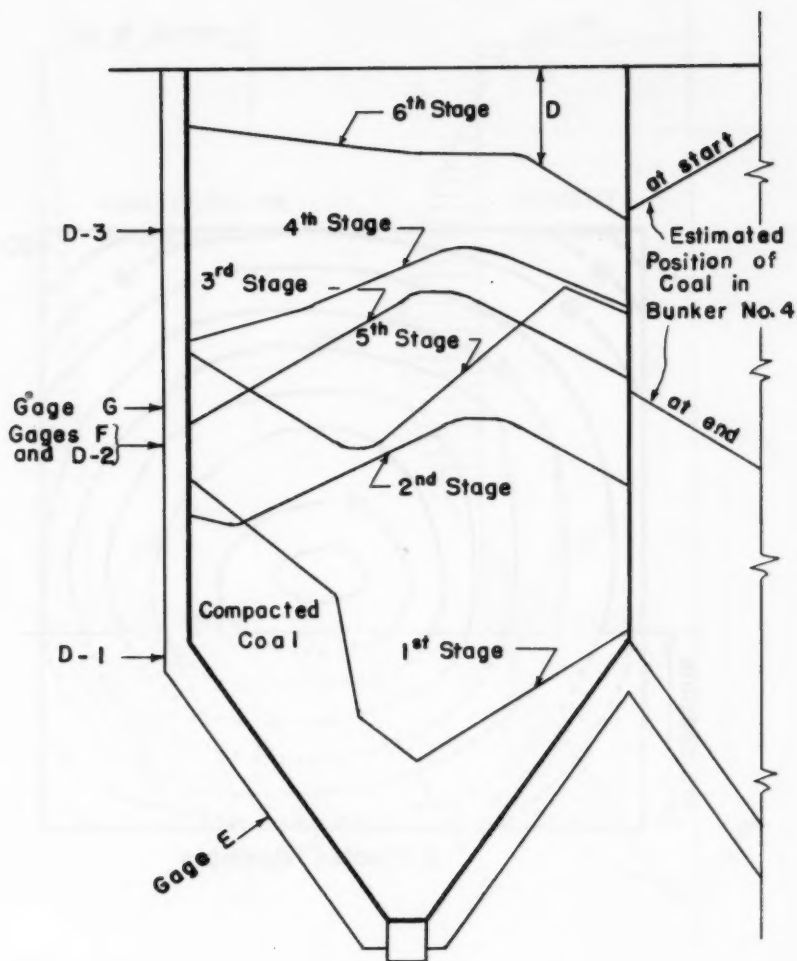 6th Stage
D
at start
D-3
4th Stage
Estimated
Position of
Coal in
Bunker No. 4
3rd Stage
5th Stage
Gage G
Gages F
and D-2
at end
2nd Stage
Compacted
Coal
D-1
1st Stage
Gage E